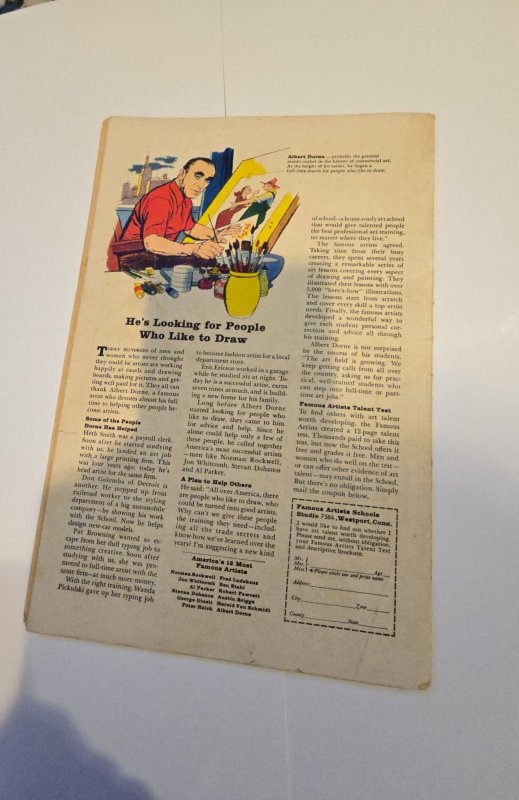 Albert Dorne — probably the greatest
money-maker in the history of commercial art.
At the height of his career, he began a
full-time search for people who like to draw.
He's Looking for People
Who Like to Draw
TODAY HUNDREDS of men and
women who never thought
they could be artists are working
happily at easels and drawing
boards, making pictures and get-
ting well paid for it. They all can
thank Albert Dorne, a famous
artist who devotes almost his full
time to helping other people be-
come artists.
Some of the People
Dorne Has Helped
Herb Smith was a payroll clerk.
Soon after he started studying
with us, he landed an art job
with a large printing firm. This
was four years ago; today he's
head artist for the same firm.
Don Golemba of Detroit is
another. He stepped up from
railroad worker to the styling
department of a big automobile
company—by showing his work
with the School. Now he helps
design new-car models.
Pat Browning wanted to es-
cape from her dull typing job to
something creative. Soon after
studying with us, she was pro-
moted to full-time artist with the
same firm—at much more money.
With the right training, Wanda
Pickulski gave up her typing job
to become fashion artist for a local
department store.
Eric Ericson worked in a garage
while he studied art at night. To-
day he is a successful artist, earns
seven times as much, and is build-
ing a new home for his family.
Long before Albert Dorne
started looking for people who
like to draw, they came to him
for advice and help. Since he
alone could help only a few of
these people, he called together
America's most successful artists
—men like Norman Rockwell,
Jon Whitcomb, Stevan Dohanos
and Al Parker.
A Plan to Help Others
He said: "All over America, there
are people who like to draw, who
could be turned into good artists.
Why can't we give these people
the training they need—includ-
ing all the trade secrets and
know-how we've learned over the
years? I'm suggesting a new kind
of school—a home-study art school
that would give talented people
the best professional art training,
no matter where they live."
The famous artists agreed.
Taking time from their busy
careers, they spent several years
creating a remarkable series of
art lessons covering every aspect
of drawing and painting. They
illustrated their lessons with over
5,000 "here's-how" illustrations.
The lessons start from scratch
and cover every skill a top artist
needs. Finally, the famous artists
developed a wonderful way to
give each student personal cor-
rection and advice all through
his training.
Albert Dorne is not surprised
by the success of his students,
"The art field is growing. We
keep getting calls from all over
the country, asking us for prac-
tical, well-trained students who
can step into full-time or part-
time art jobs."
Famous Artists Talent Test
To find others with art talent
worth developing, the Famous
Artists created a 12-page talent
test. Thousands paid to take this
test, but now the School offers it
free and grades it free. Men and
women who do well on the test—
or can offer other evidence of art
talent—may enroll in the School.
But there's no obligation. Simply
mail the coupon below.
America's 12 Most
Famous Artists
Norman Rockwell Fred Ludekens
Jon Whitcomb Ben Stahl
Al Parker Robert Fawcett
Stevan Dohanos Austin Briggs
George Giusti Harold Von Schmidt
Peter Helck Albert Dorne
Famous Artists Schools
Studio 7584, Westport, Conn.
I would like to find out whether I
have art talent worth developing.
Please send me, without obligation,
your Famous Artists Talent Test
and descriptive brochure.
Mr.
Mrs. Age
Miss Please circle one and print name
Address
City Zone
County State